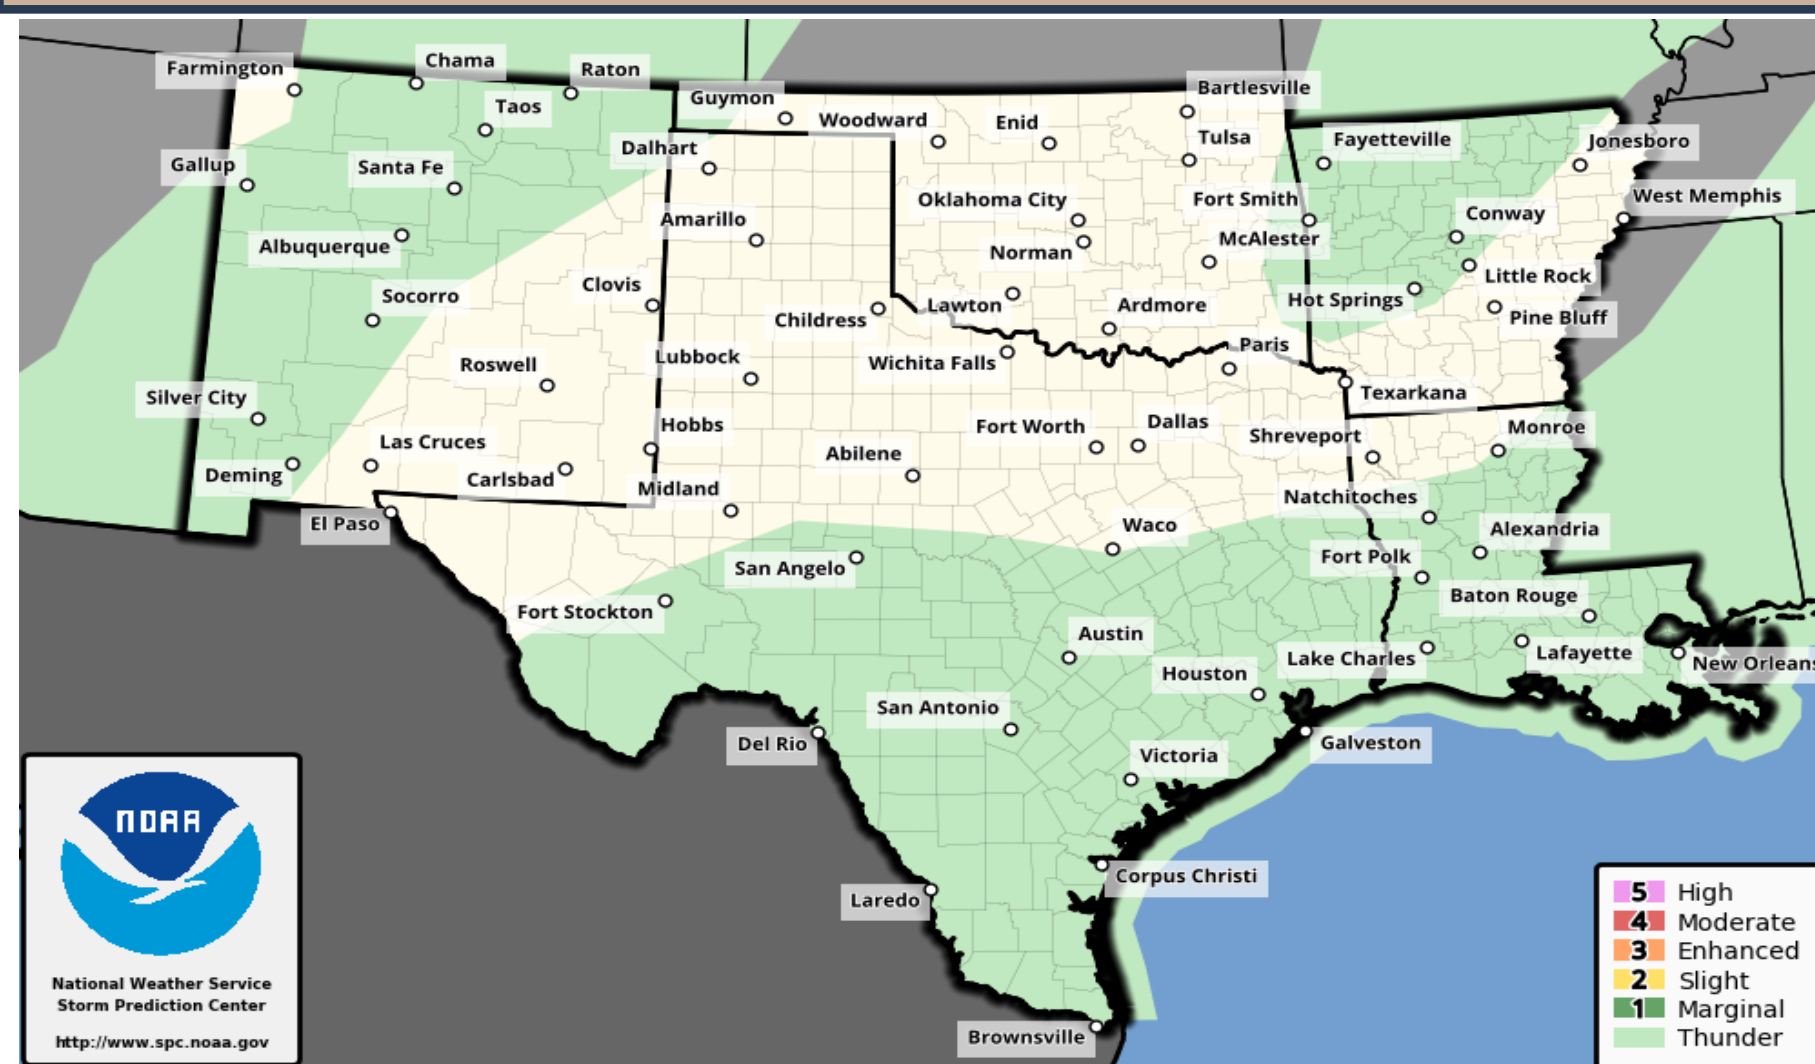 Farmington
Chama
Raton
Taos
Guymon
Woodward
Enid
Bartlesville
Tulsa
Fayetteville
Jonesboro
Gallup
Santa Fe
Dalhart
Oklahoma City
Fort Smith
West Memphis
Albuquerque
Amarillo
Norman
McAlester
Conway
Socorro
Clovis
Childress
Lawton
Ardmore
Hot Springs
Little Rock
Pine Bluff
Roswell
Lubbock
Wichita Falls
Paris
Texarkana
Silver City
Las Cruces
Hobbs
Abilene
Fort Worth
Dallas
Shreveport
Monroe
Deming
Carlsbad
Midland
Natchitoches
El Paso
San Angelo
Waco
Fort Polk
Alexandria
Fort Stockton
Austin
Baton Rouge
Houston
Lake Charles
Lafayette
New Orleans
Del Rio
San Antonio
Victoria
Galveston
Laredo
Corpus Christi
Brownsville
NOAA
National Weather Service
Storm Prediction Center
http://www.spc.noaa.gov
5 High
4 Moderate
3 Enhanced
2 Slight
1 Marginal
Thunder